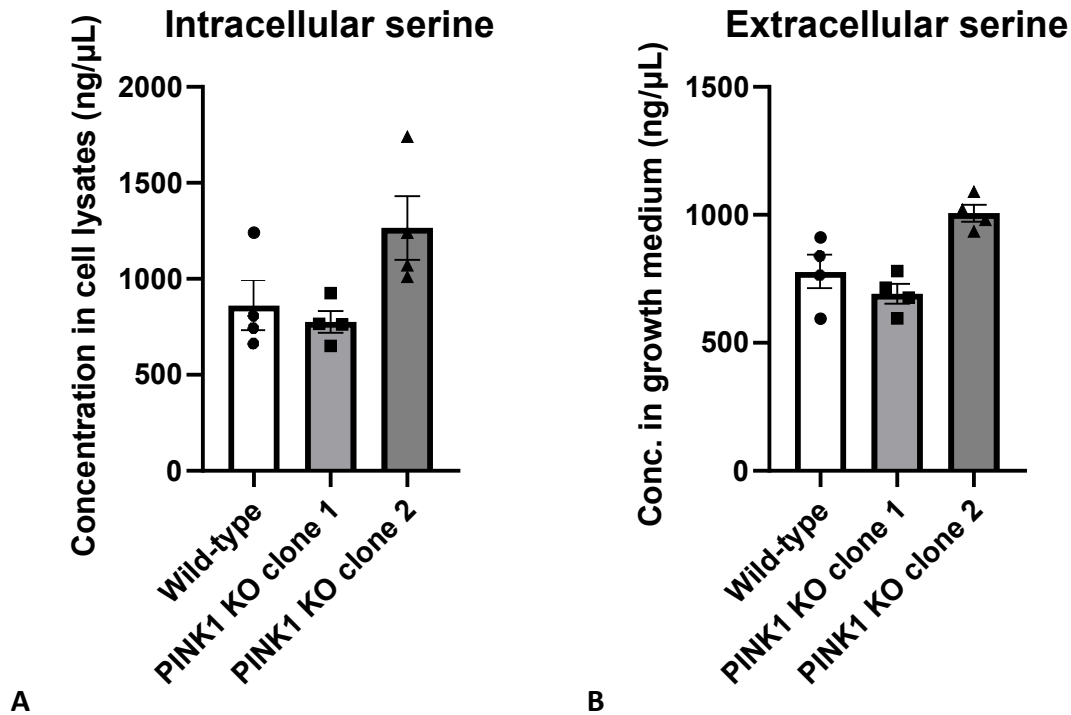 Intracellular serine
Concentration in cell lysates (ng/µL)
2000
1500
1000
500
0
Wild-type
PINK1 KO clone 1
PINK1 KO clone 2
A
Extracellular serine
Conc. in growth medium (ng/µL)
1500
1000
500
0
Wild-type
PINK1 KO clone 1
PINK1 KO clone 2
B